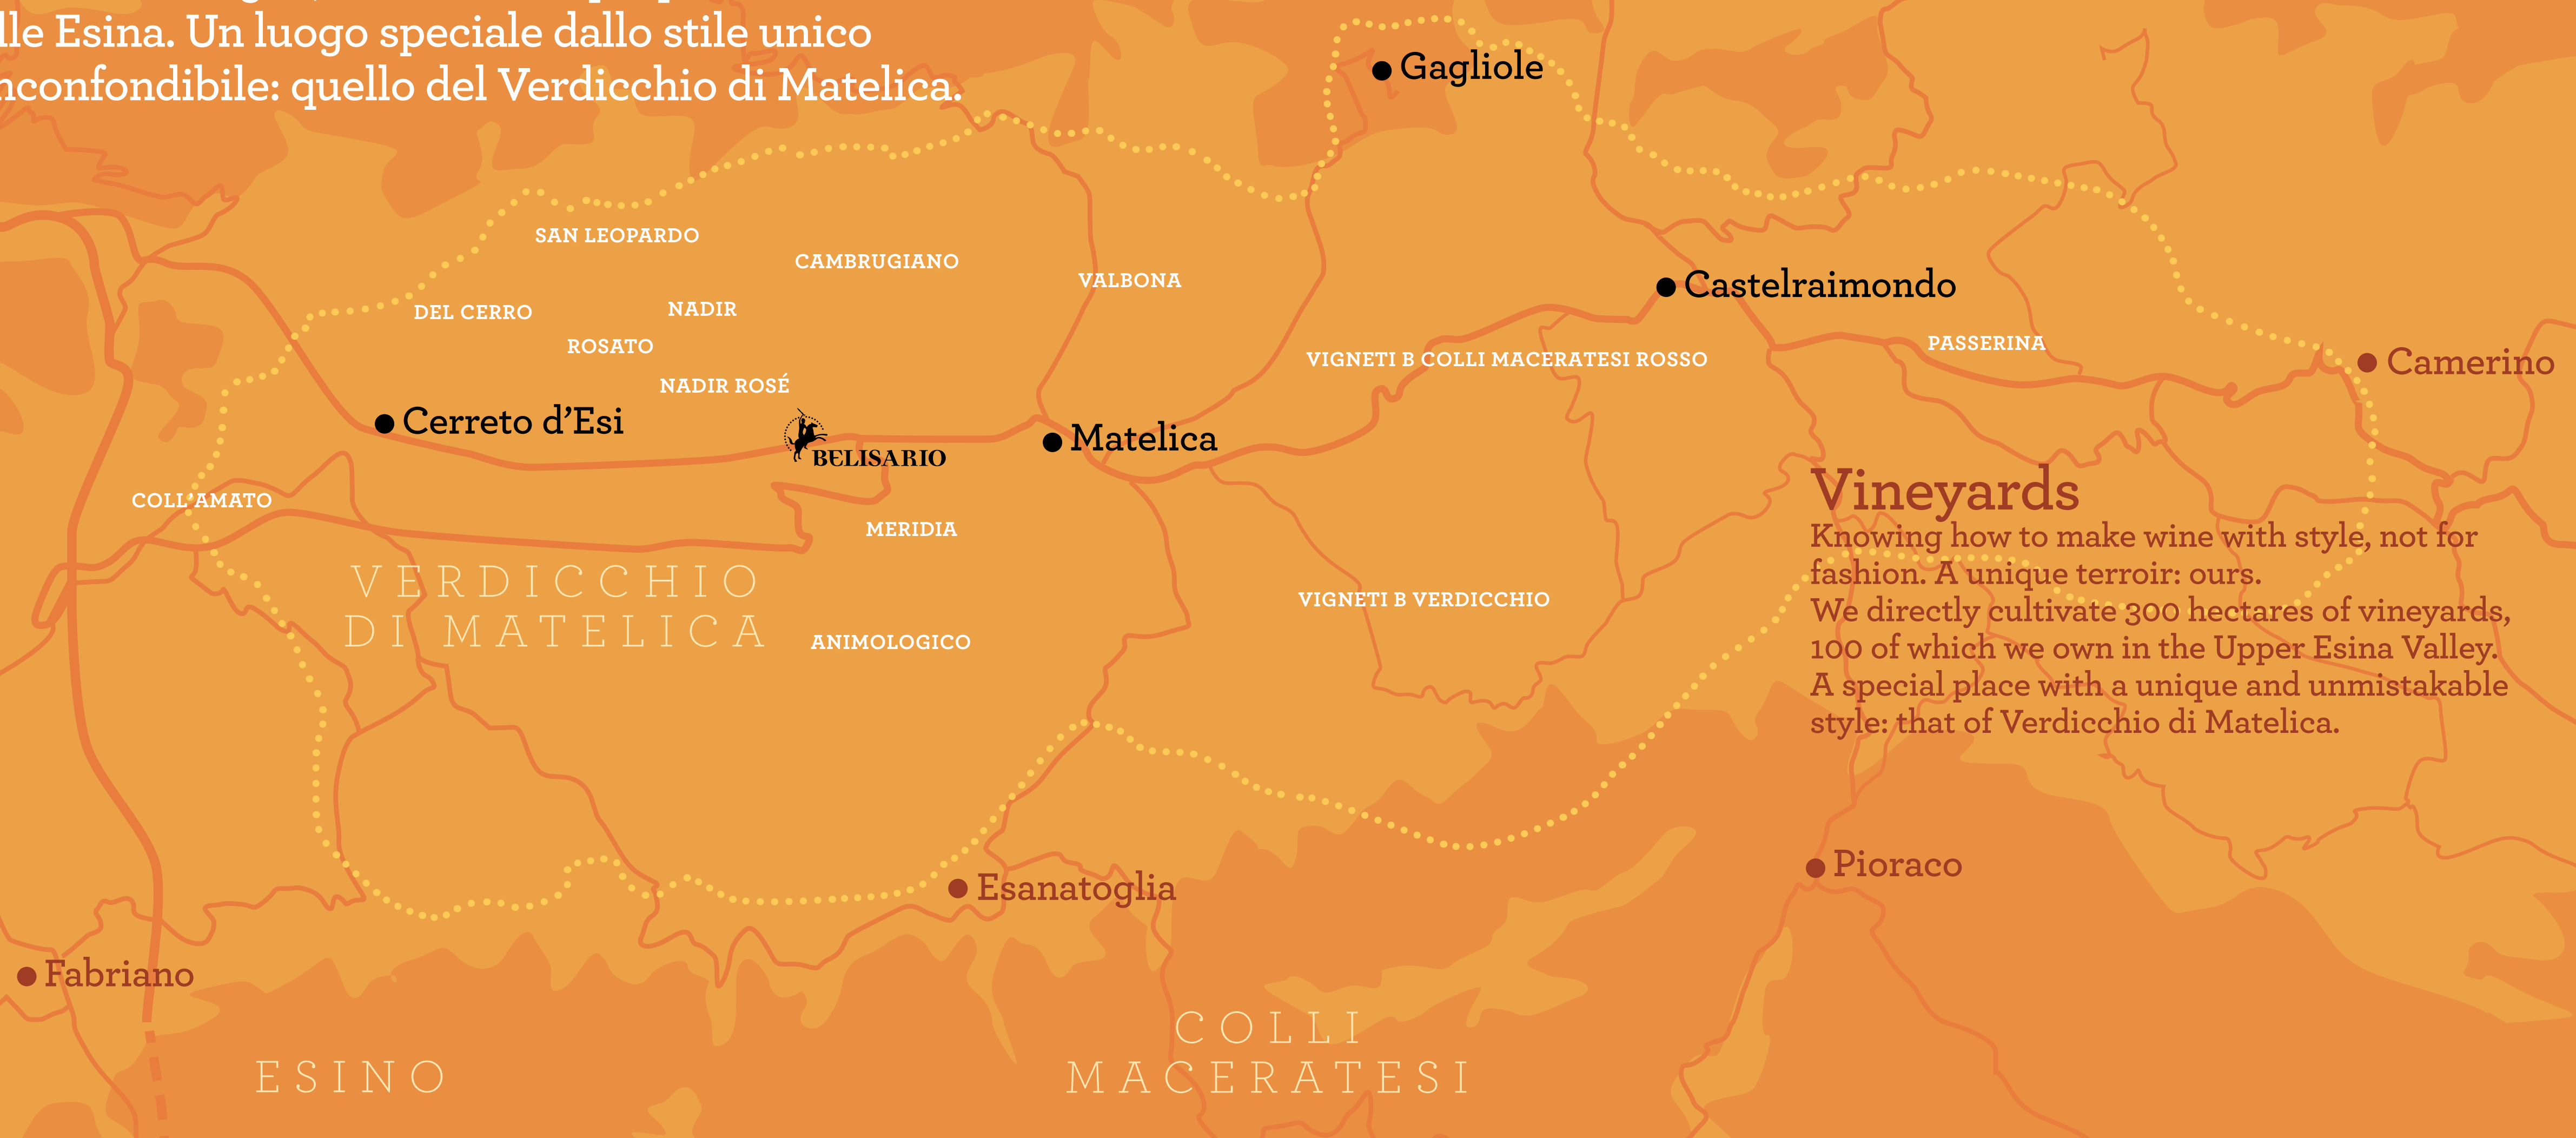 Esina. Un luogo speciale dallo stile unico
quello del Verdicchio di Matelica.
Gagliole
SAN LEOPARDO
CAMBRUGIANO
VALBONA
Castelraimondo
DEL CERRO
NADIR
ROSATO
PASSERINA
VIGNETI B COLLI MACERATESI ROSSO
Camerino
NADIR ROSÉ
Cerreto d’Esi
Matelica
BELISARIO
COLL’AMATO
MERIDIA
VERDICCHIO
DI MATELICA
VIGNETI B VERDICCHIO
ANIMOLOGICO
Vineyards
Knowing how to make wine with style, not for
fashion. A unique terroir: ours.
We directly cultivate 300 hectares of vineyards,
100 of which we own in the Upper Esina Valley.
A special place with a unique and unmistakable
style: that of Verdicchio di Matelica.
Pioraco
Esanatoglia
Fabriano
COLLI
MACERATESI
ESINO